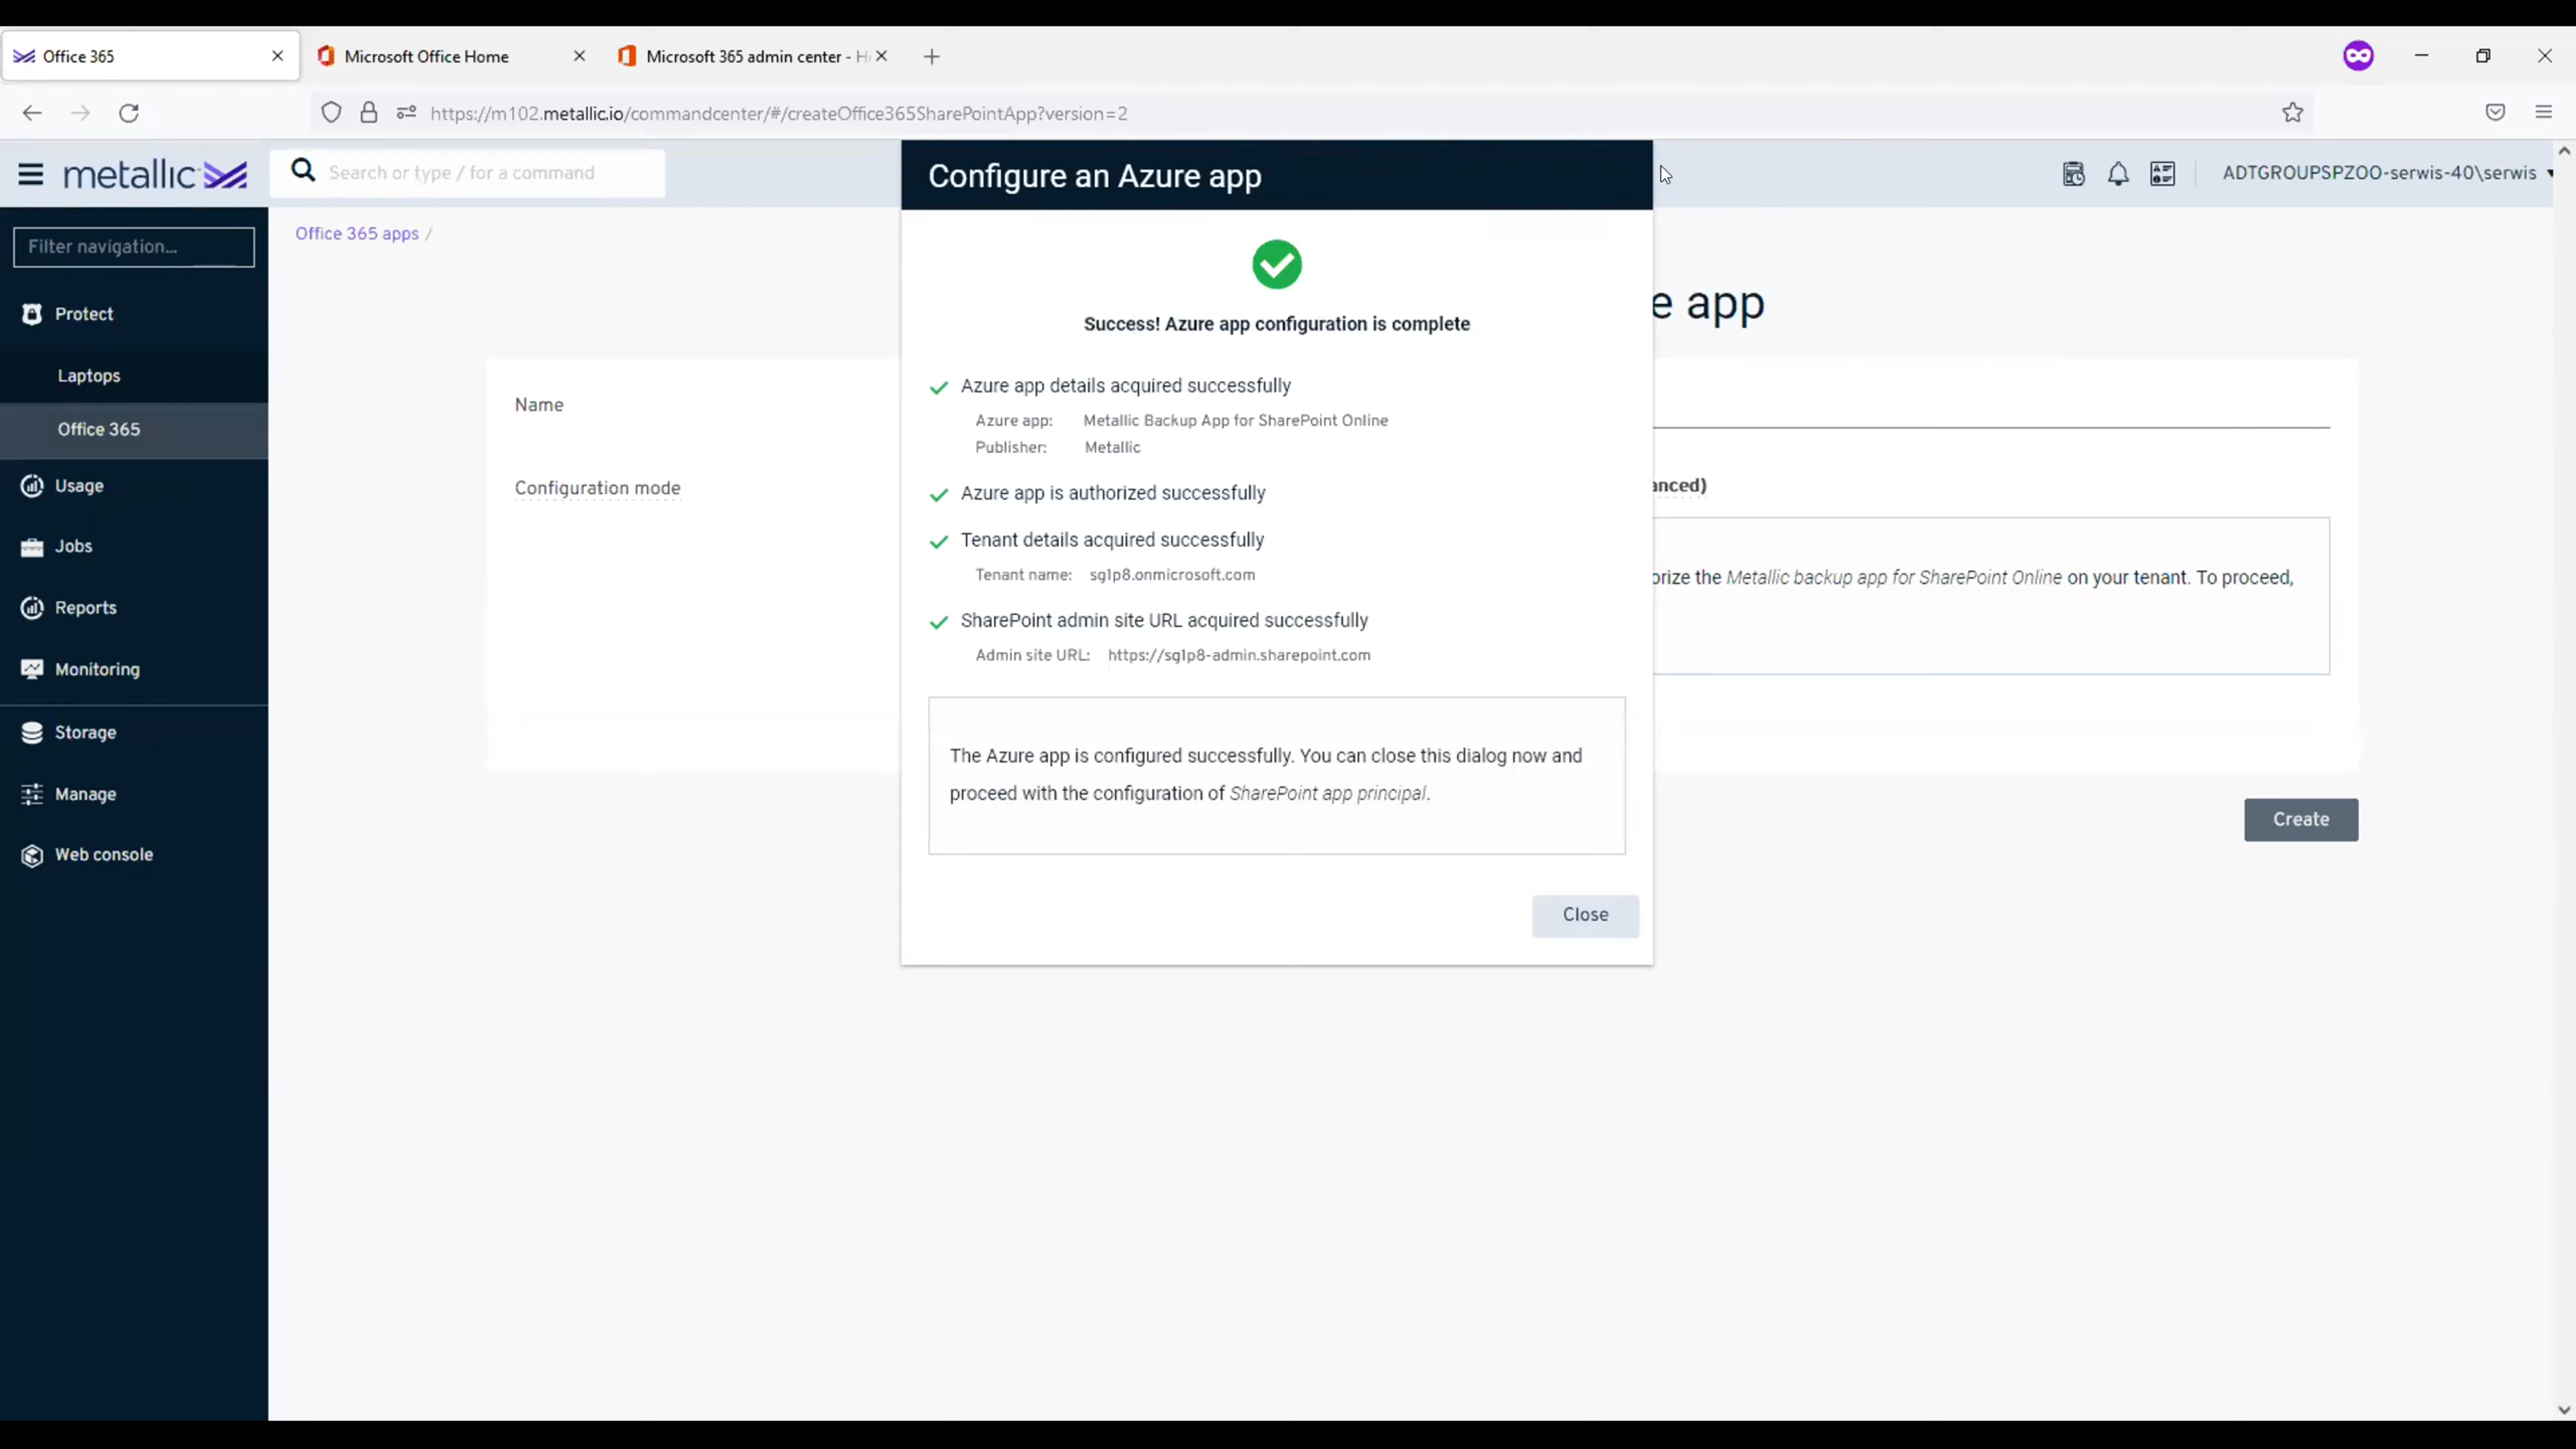 Office 365
Microsoft Office Home
Microsoft 365 admin center - H
https://m102.metallic.io/commandcenter/#/createOffice365SharePointApp?version=2
metallic
Search or type / for a command
Configure an Azure app
ADTGROUPSPZOO-serwis-40\serwis
Filter navigation...
Office 365 apps /
Protect
Laptops
Office 365
Usage
Jobs
Reports
Monitoring
Storage
Manage
Web console
e app
Name
Configuration mode
anced)
orize the Metallic backup app for SharePoint Online on your tenant. To proceed,
Create
Success! Azure app configuration is complete
Azure app details acquired successfully
Azure app: Metallic Backup App for SharePoint Online
Publisher: Metallic
Azure app is authorized successfully
Tenant details acquired successfully
Tenant name: sg1p8.onmicrosoft.com
SharePoint admin site URL acquired successfully
Admin site URL: https://sg1p8-admin.sharepoint.com
The Azure app is configured successfully. You can close this dialog now and
proceed with the configuration of SharePoint app principal.
Close